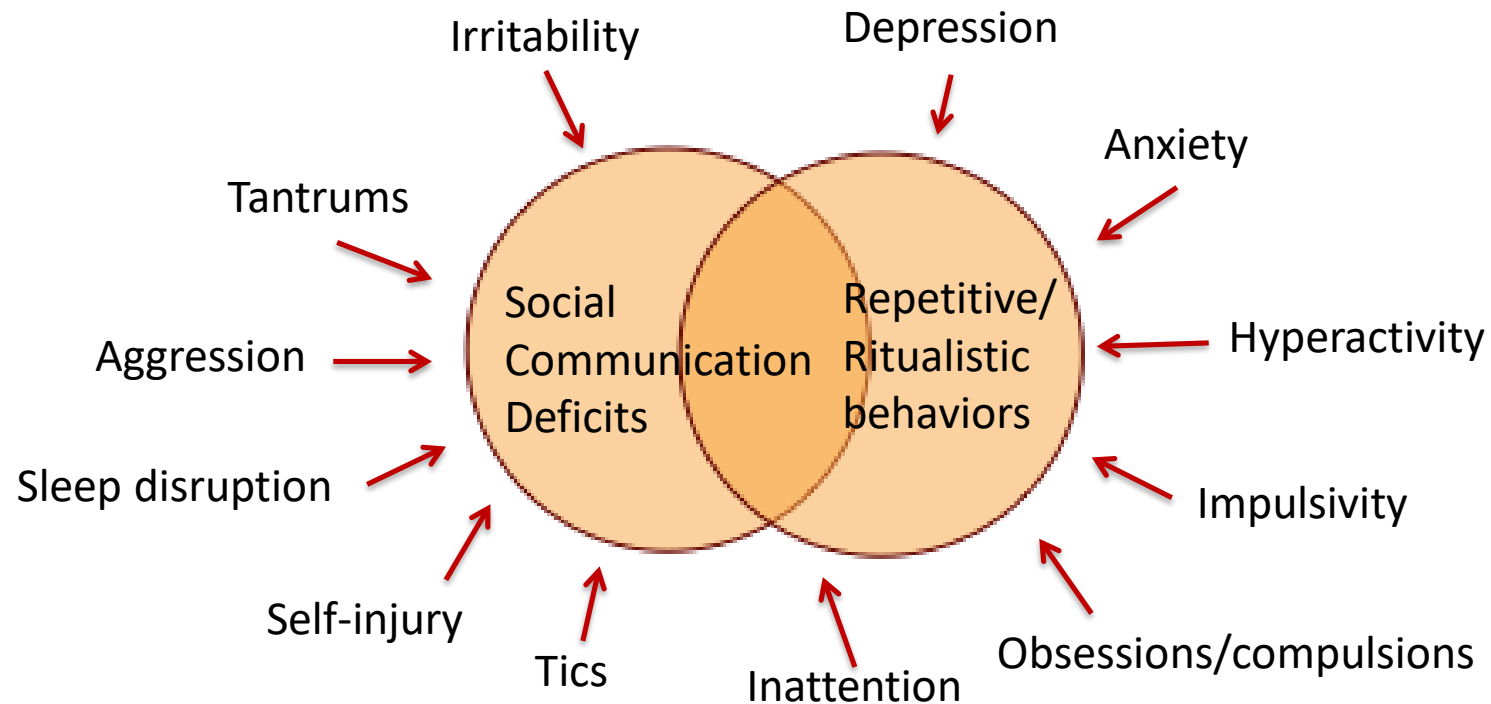 Irritability
Depression
Anxiety
Tantrums
Social
Communication
Deficits
Repetitive/
Ritualistic
behaviors
Aggression
Hyperactivity
Sleep disruption
Impulsivity
Self-injury
Tics
Inattention
Obsessions/compulsions